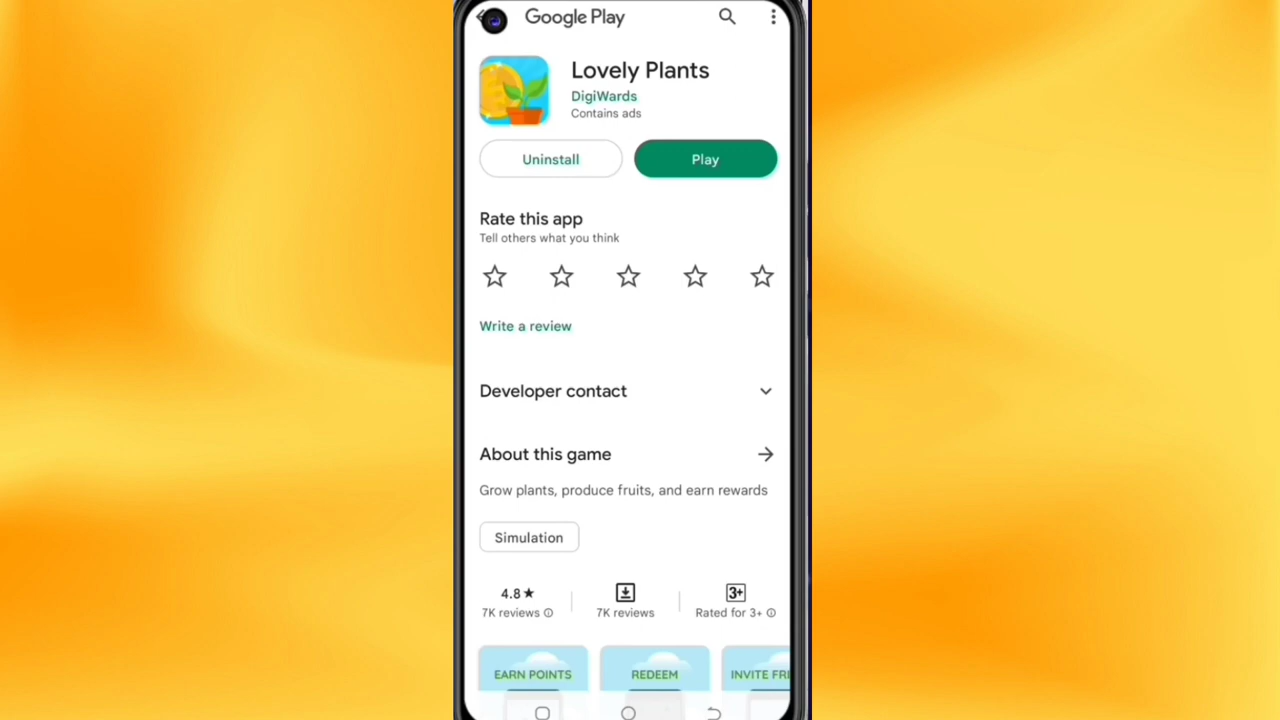 Google Play
Lovely Plants
DigiWards
Contains ads
Uninstall
Play
Rate this app
Tell others what you think
Write a review
Developer contact
About this game
Grow plants, produce fruits, and earn rewards
Simulation
4.8★
7K reviews
7K reviews
3+
Rated for 3+
EARN POINTS
REDEEM
INVITE FRI